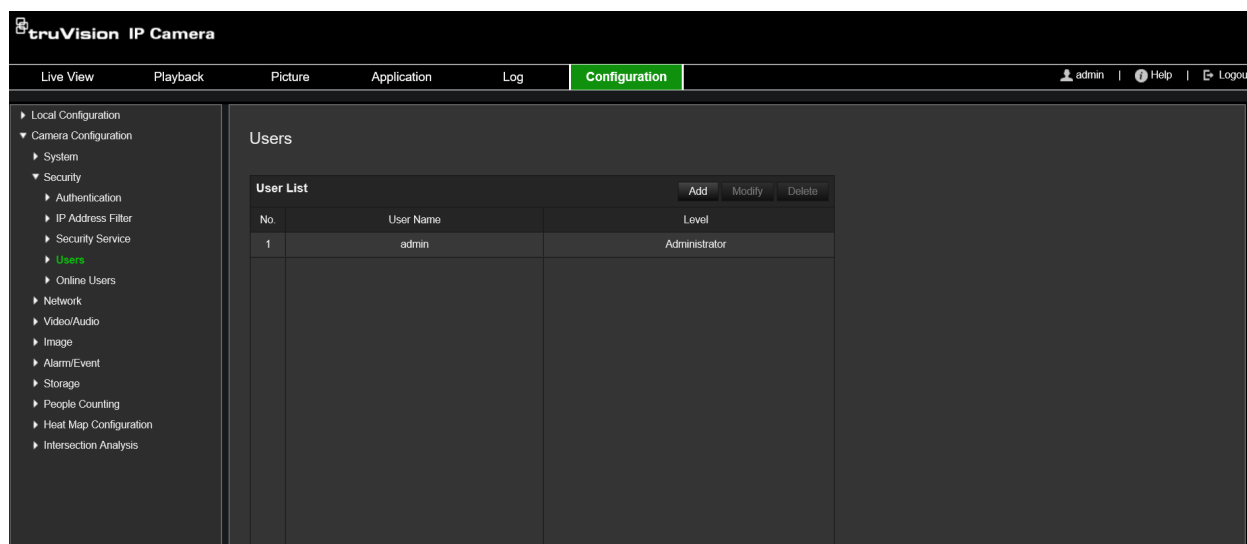 truVision IP Camera
Live View Playback Picture Application Log Configuration admin | Help | Logou
Local Configuration
Camera Configuration
System
Security
Authentication
IP Address Filter
Security Service
Users
Online Users
Network
Video/Audio
Image
Alarm/Event
Storage
People Counting
Heat Map Configuration
Intersection Analysis
Users
User List Add Modify Delete
No. User Name Level
1 admin Administrator